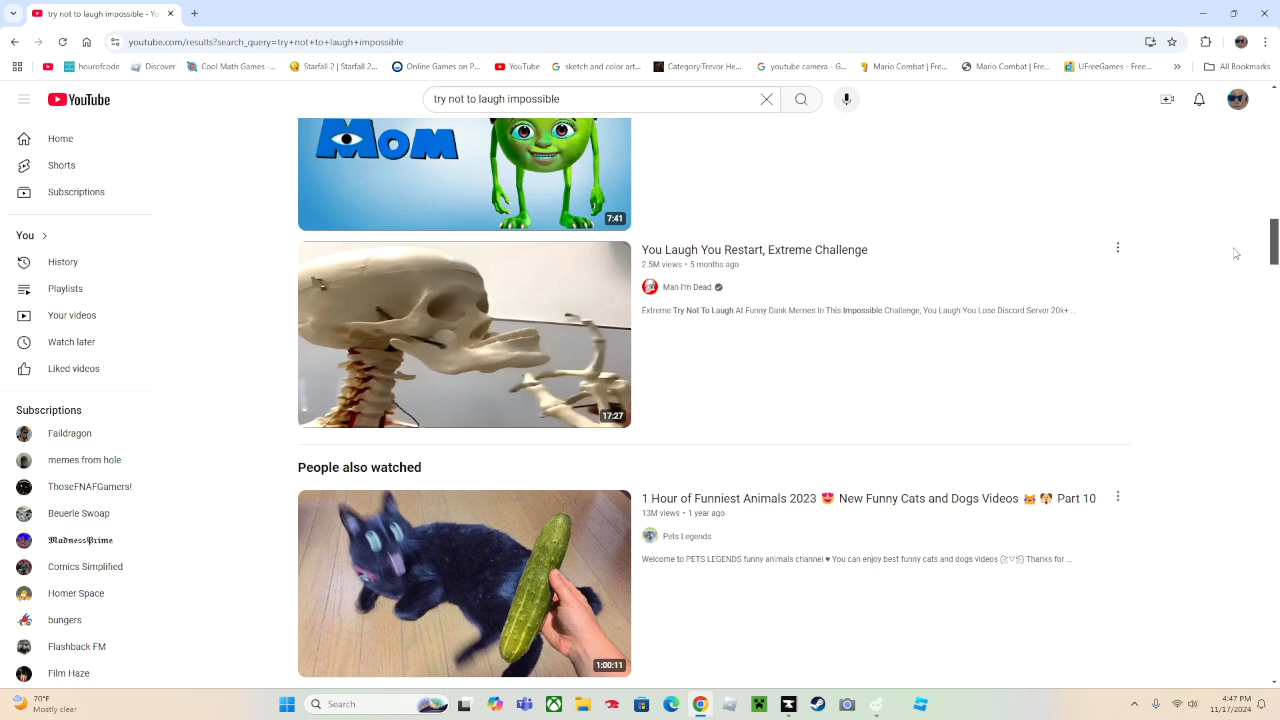 try not to laugh impossible - Yo
youtube.com/results?search_query=try+not+to+laugh+impossible
hourofcode
Discover
Cool Math Games -...
Starfall 2 | Starfall 2...
Online Games on P...
YouTube
sketch and color art...
Category:Trevor He...
youtube camera - G...
Mario Combat | Fre...
Mario Combat | Fre...
UFreeGames - Free...
All Bookmarks
YouTube
try not to laugh impossible
Home
Shorts
Subscriptions
You
History
Playlists
Your videos
Watch later
Liked videos
Subscriptions
Faildragon
memes from hole
ThoseFNAFGamers!
Beuerle Swoap
𝕸𝖆𝖉𝖓𝖊𝖘𝖘𝕻𝖗𝖎𝖒𝖊
Comics Simplified
Homer Space
bungers
Flashback FM
Film Haze
MOM
7:41
17:27
You Laugh You Restart, Extreme Challenge
2.5M views • 5 months ago
Man I'm Dead
Extreme Try Not To Laugh At Funny Dank Memes In This Impossible Challenge, You Laugh You Lose Discord Server 20k+ ...
People also watched
1:00:11
1 Hour of Funniest Animals 2023 😍 New Funny Cats and Dogs Videos 😹 🐶 Part 10
13M views • 1 year ago
Pets Legends
Welcome to PETS LEGENDS funny animals channel ♥ You can enjoy best funny cats and dogs videos (≧▽≦) Thanks for ...
70°F
Mostly clear
Search
4:47 PM
11/17/2024